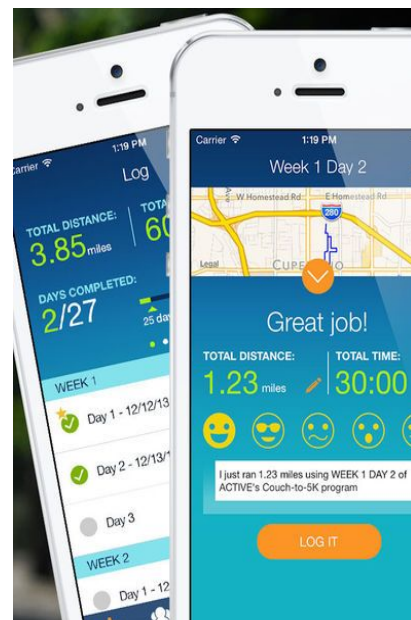 Carrier
1:19 PM
Log
TOTAL DISTANCE:
3.85 miles
DAYS COMPLETED:
2/27
25
WEEK 1
Day 1 - 12/12/13
Day 2 - 12/13/1
Day 3
WEEK 2
Day 1 - 12
Carrier
1:19 PM
Week 1 Day 2
W Homestead Rd
E Homestead Rd
280
Legal
Great job!
TOTAL DISTANCE:
TOTAL TIME:
1.23 miles
30:00
I just ran 1.23 miles using WEEK 1 DAY 2 of
ACTIVE's Couch-to-5K program
LOG IT